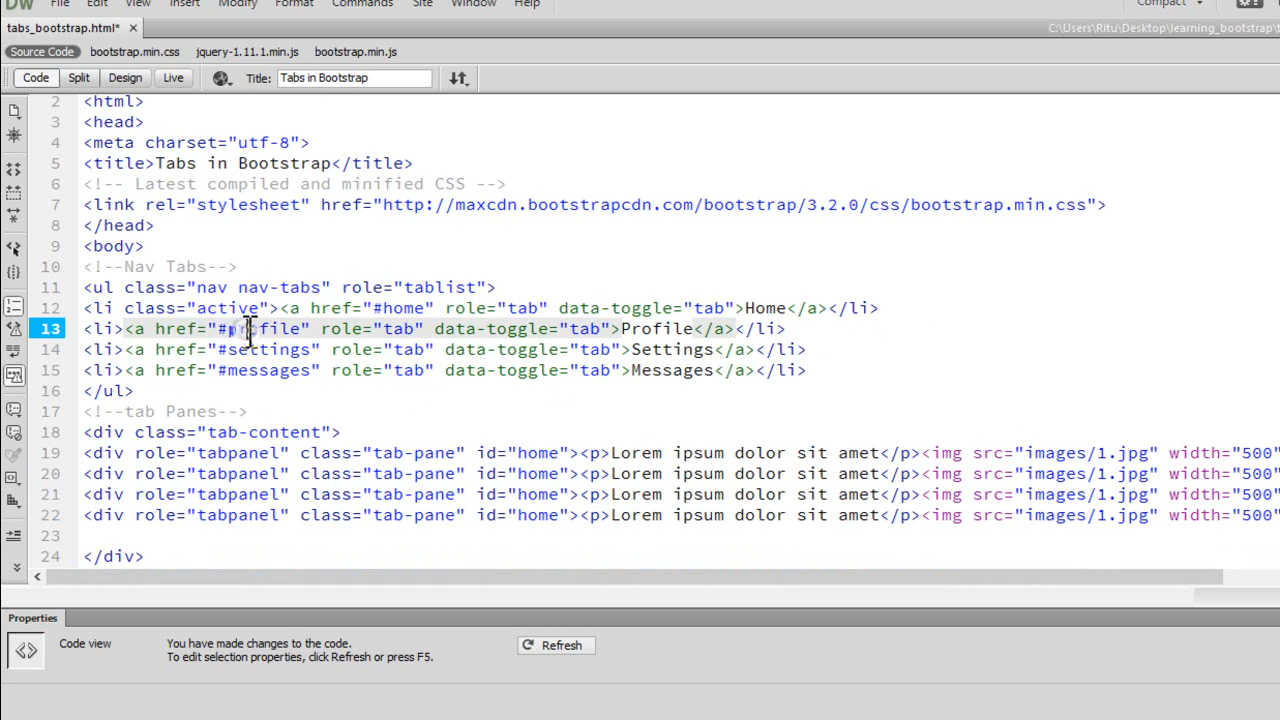 DW File Edit View Insert Modify Format Commands Site Window Help Compact
tabs_bootstrap.html* × C:\Users\Ritu\Desktop\learning_bootstrap\
Source Code bootstrap.min.css jquery-1.11.1.min.js bootstrap.min.js
Code Split Design Live Title: Tabs in Bootstrap
2 <html>
3 <head>
4 <meta charset="utf-8">
5 <title>Tabs in Bootstrap</title>
6 <!-- Latest compiled and minified CSS -->
7 <link rel="stylesheet" href="http://maxcdn.bootstrapcdn.com/bootstrap/3.2.0/css/bootstrap.min.css">
8 </head>
9 <body>
10 <!--Nav Tabs-->
11 <ul class="nav nav-tabs" role="tablist">
12 <li class="active"><a href="#home" role="tab" data-toggle="tab">Home</a></li>
13 <li><a href="#profile" role="tab" data-toggle="tab">Profile</a></li>
14 <li><a href="#settings" role="tab" data-toggle="tab">Settings</a></li>
15 <li><a href="#messages" role="tab" data-toggle="tab">Messages</a></li>
16 </ul>
17 <!--tab Panes-->
18 <div class="tab-content">
19 <div role="tabpanel" class="tab-pane" id="home"><p>Lorem ipsum dolor sit amet</p><img src="images/1.jpg" width="500"
20 <div role="tabpanel" class="tab-pane" id="home"><p>Lorem ipsum dolor sit amet</p><img src="images/1.jpg" width="500"
21 <div role="tabpanel" class="tab-pane" id="home"><p>Lorem ipsum dolor sit amet</p><img src="images/1.jpg" width="500"
22 <div role="tabpanel" class="tab-pane" id="home"><p>Lorem ipsum dolor sit amet</p><img src="images/1.jpg" width="500"
23
24 </div>
Properties
Code view You have made changes to the code. Refresh
To edit selection properties, click Refresh or press F5.